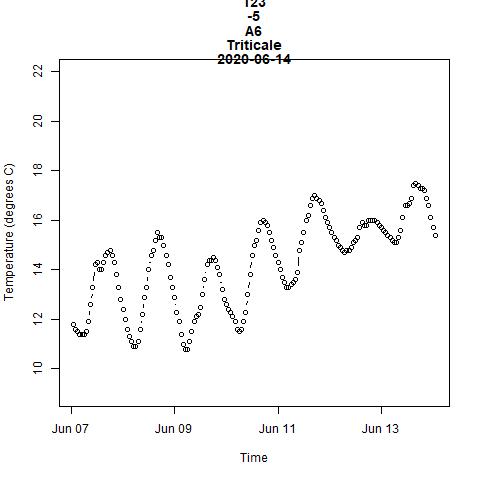 123
-5
A6
Triticale
2020-06-14
Temperature (degrees C)
22
20
18
16
14
12
10
Jun 07
Jun 09
Jun 11
Jun 13
Time